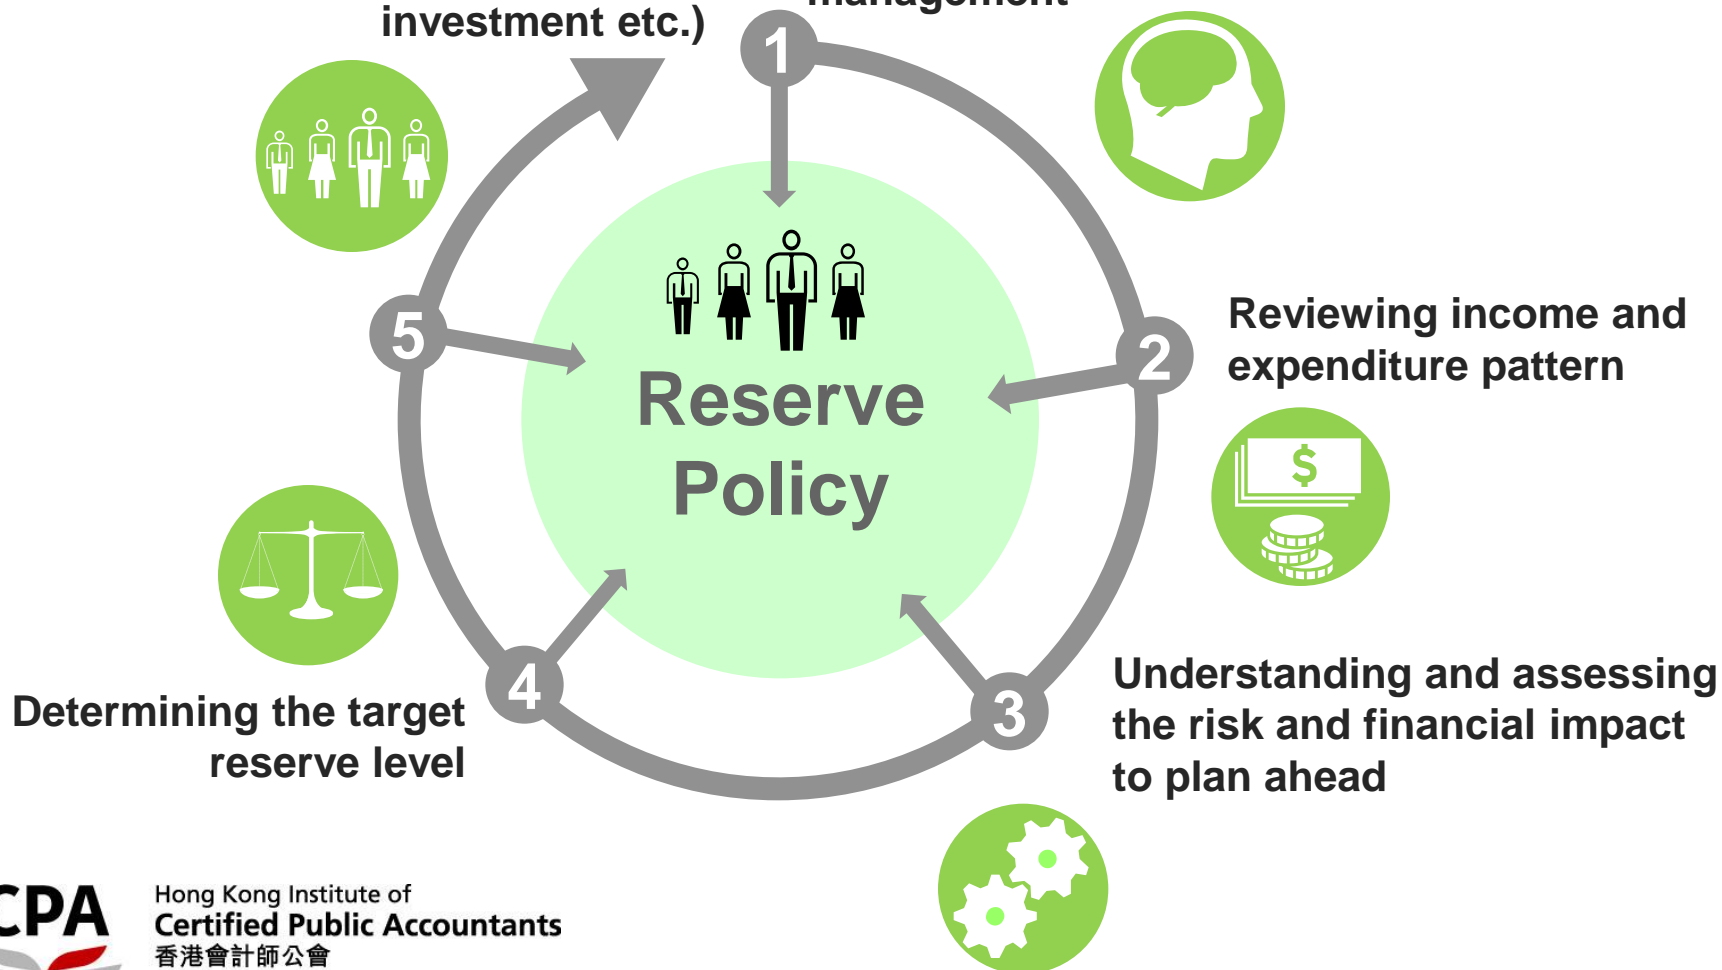 investment etc.)
management
1
Reviewing income and
expenditure pattern
2
$
Understanding and assessing
the risk and financial impact
to plan ahead
3
Determining the target
reserve level
4
5
Reserve
Policy
CPA
Hong Kong Institute of
Certified Public Accountants
香港會計師公會